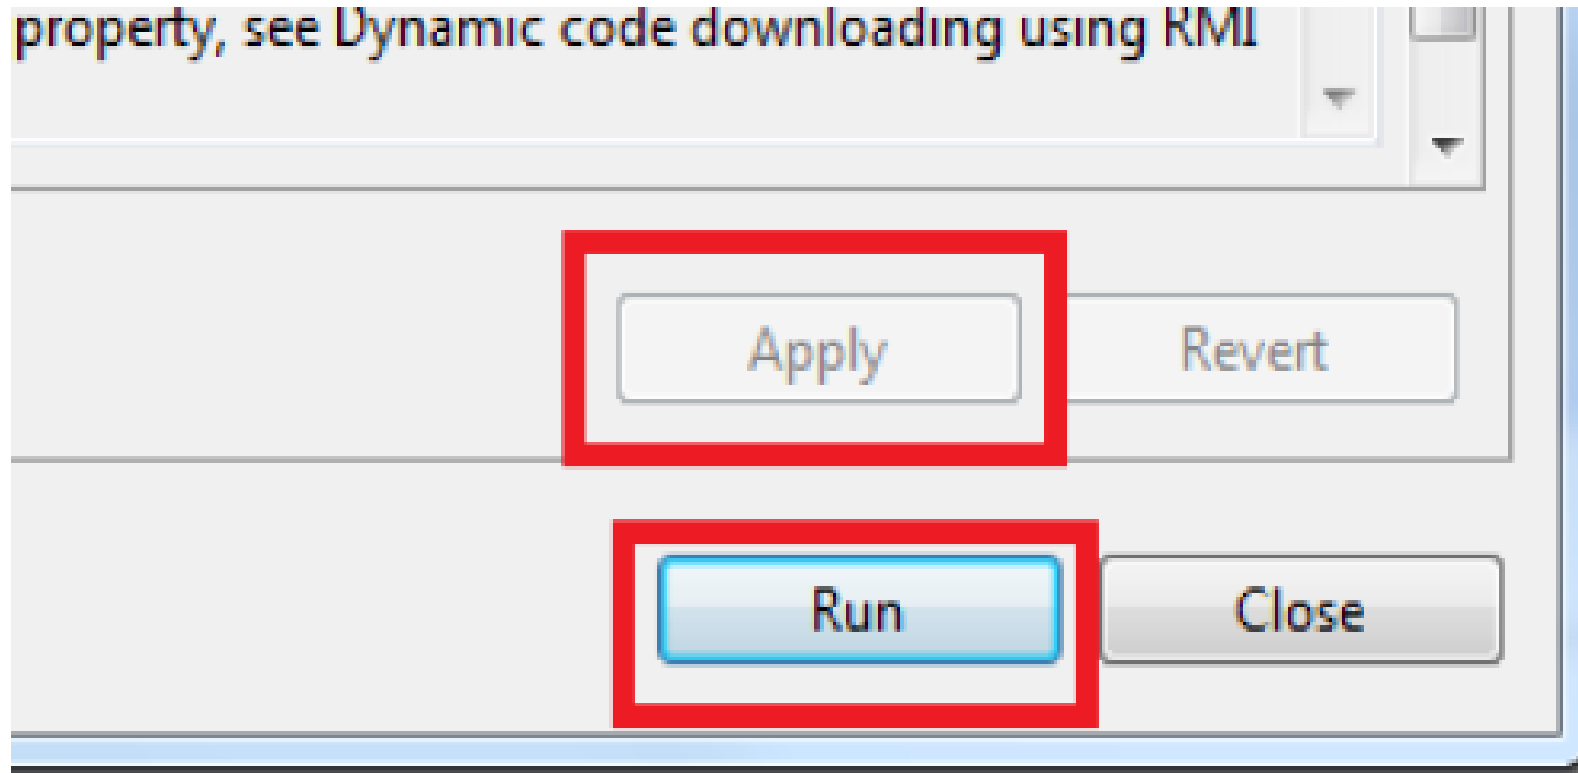 property, see Dynamic code downloading using RMI
Apply Revert
Run Close